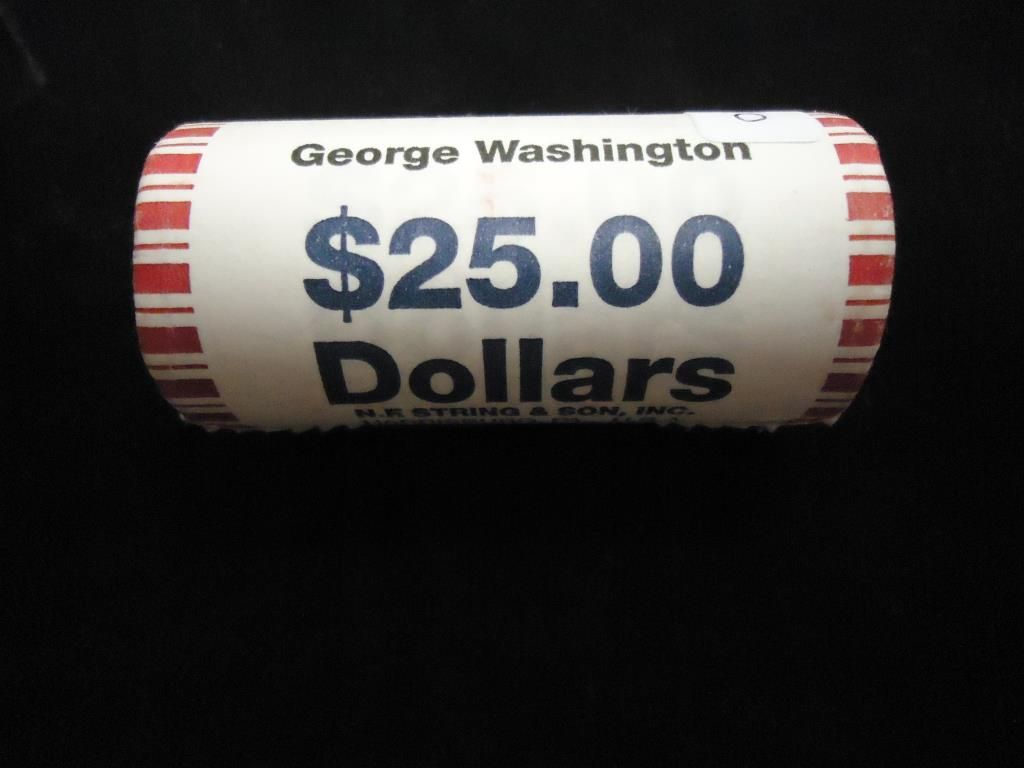 George Washington
$25.00
Dollars
N.F. STRING & SON, INC.